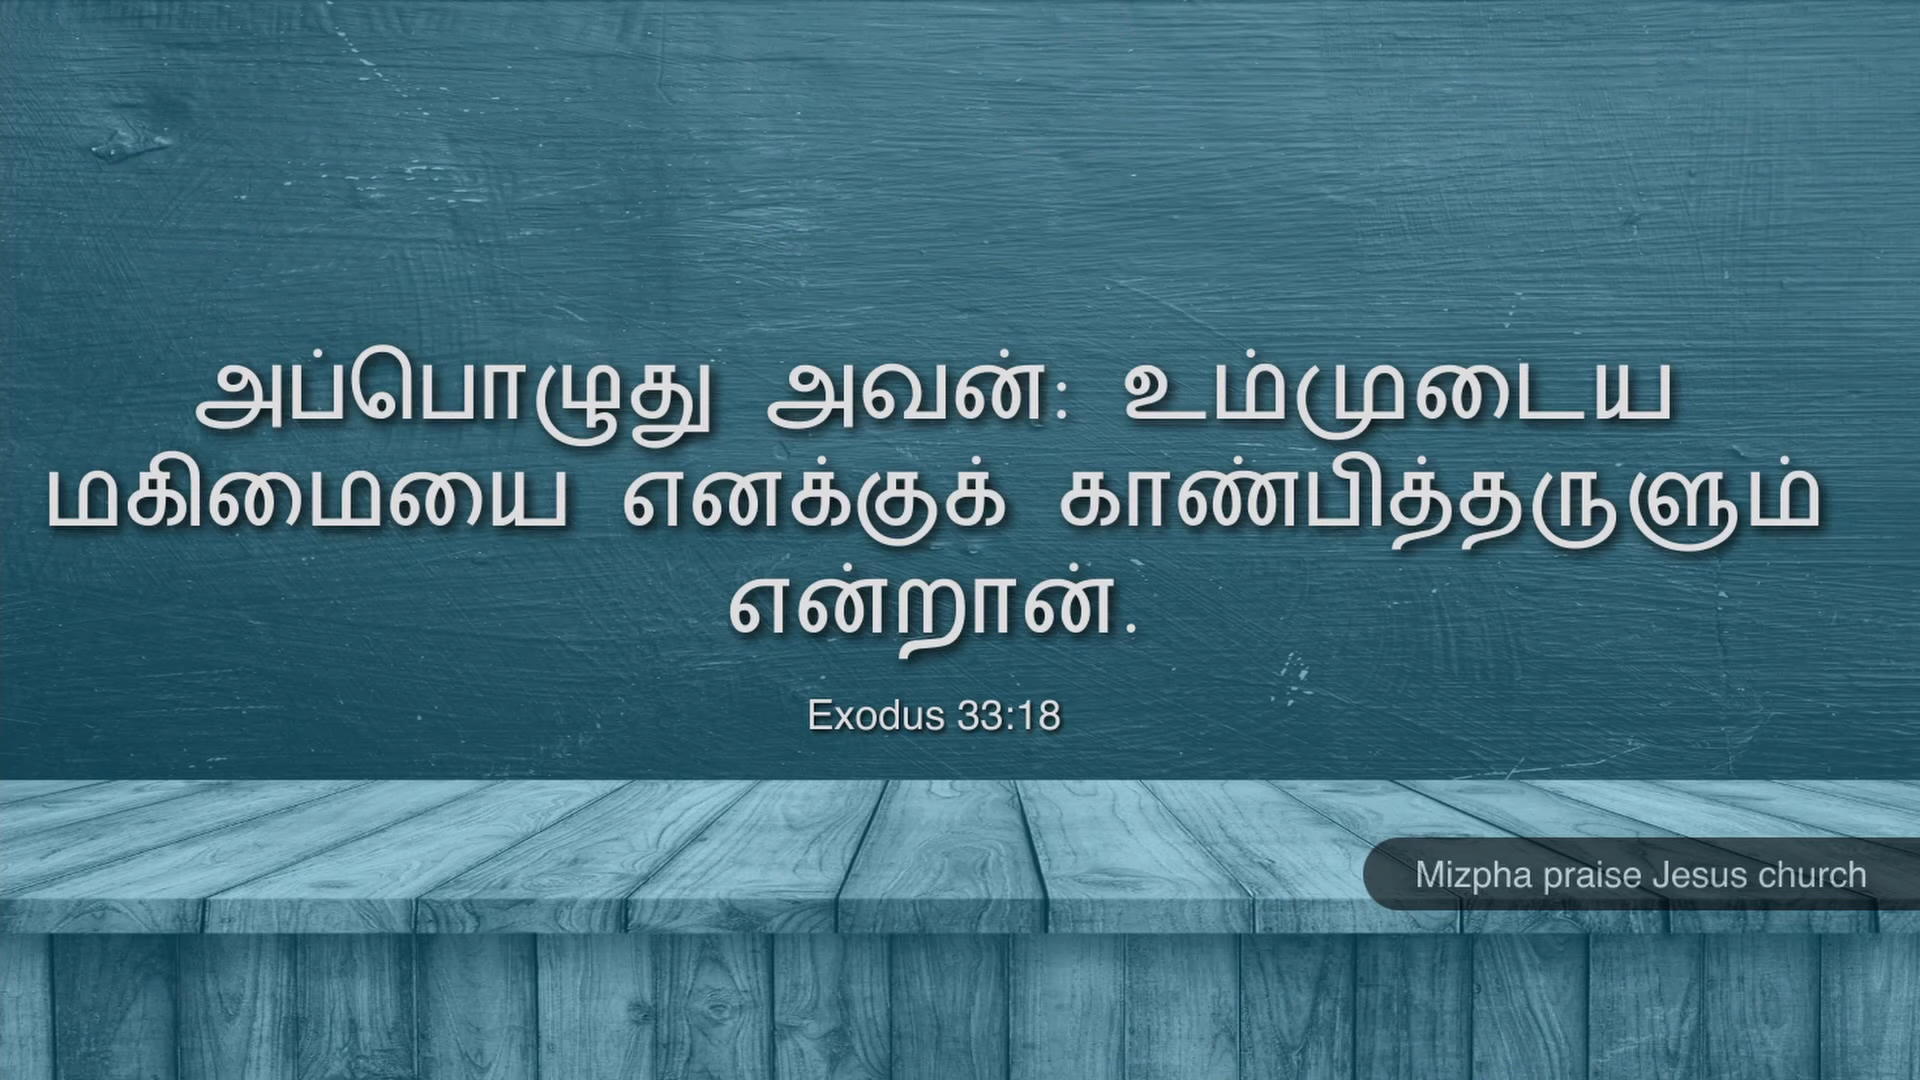 அப்பொழுது அவன்: உம்முடைய
மகிமையை எனக்குக் காண்பித்தருளும்
என்றான்.
Exodus 33:18
Mizpha praise Jesus church